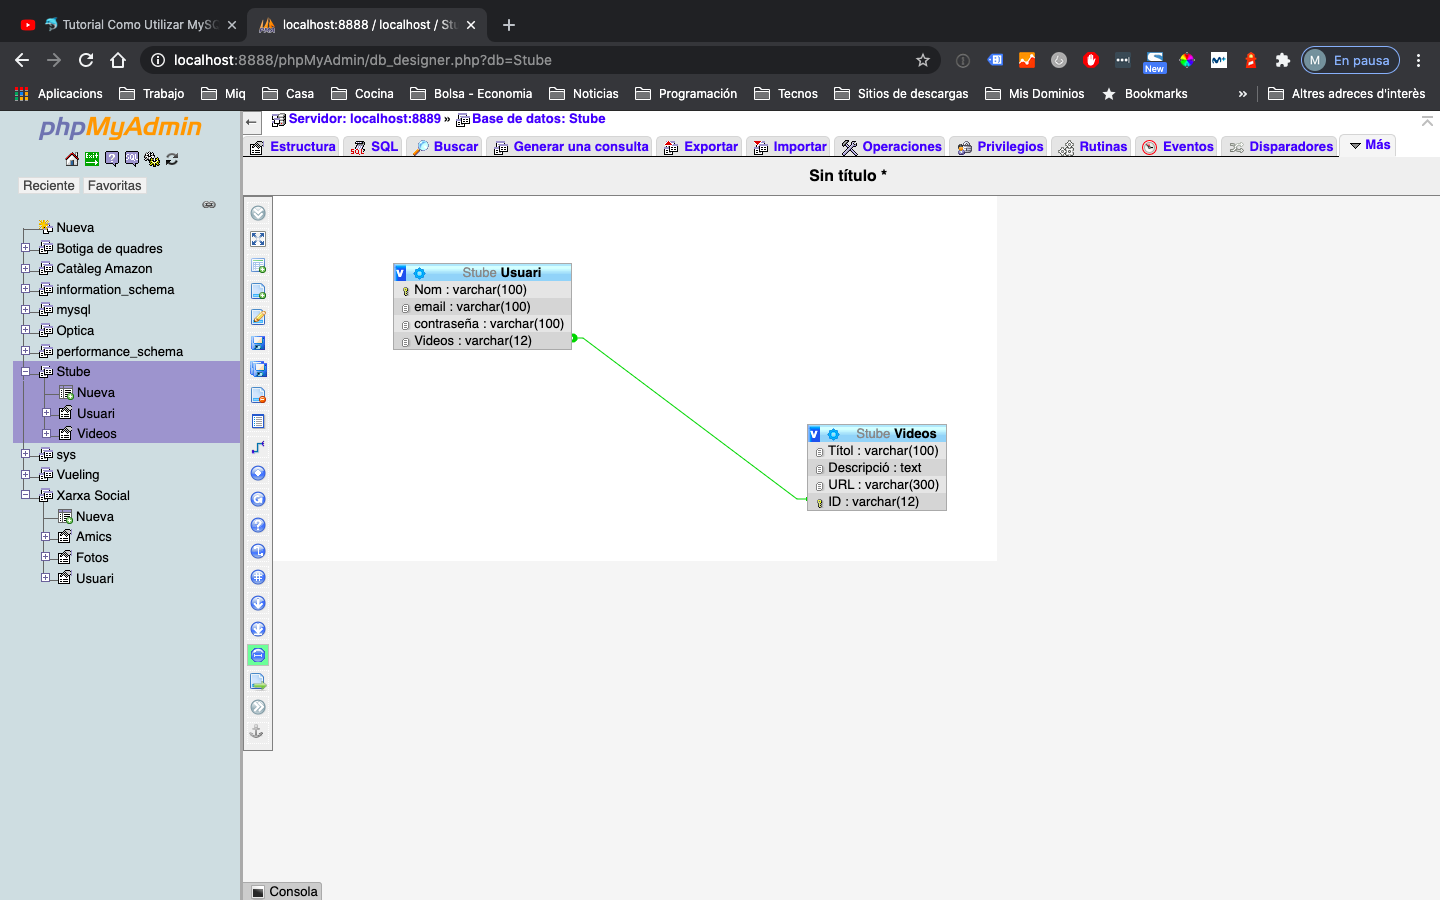 Tutorial Como Utilizar MySQ
localhost:8888 / localhost / Stu
localhost:8888/phpMyAdmin/db_designer.php?db=Stube
New
M En pausa
Aplicacions Trabajo Miq Casa Cocina Bolsa - Economia Noticias Programación Tecnos Sitios de descargas Mis Dominios Bookmarks » Altres adreces d'interès
phpMyAdmin
Reciente Favoritas
Nueva
Botiga de quadres
Catàleg Amazon
information_schema
mysql
Optica
performance_schema
Stube
Nueva
Usuari
Videos
sys
Vueling
Xarxa Social
Nueva
Amics
Fotos
Usuari
Servidor: localhost:8889 » Base de datos: Stube
Estructura SQL Buscar Generar una consulta Exportar Importar Operaciones Privilegios Rutinas Eventos Disparadores Más
Sin título *
Stube Usuari
Nom : varchar(100)
email : varchar(100)
contraseña : varchar(100)
Videos : varchar(12)
Stube Videos
Títol : varchar(100)
Descripció : text
URL : varchar(300)
ID : varchar(12)
Consola